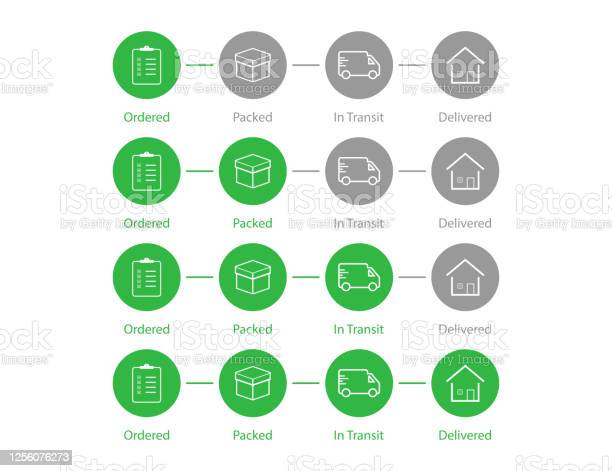 Ordered Packed In Transit Delivered
Ordered Packed In Transit Delivered
Ordered Packed In Transit Delivered
Ordered Packed In Transit Delivered
iStock
by Getty Images™
1256076273